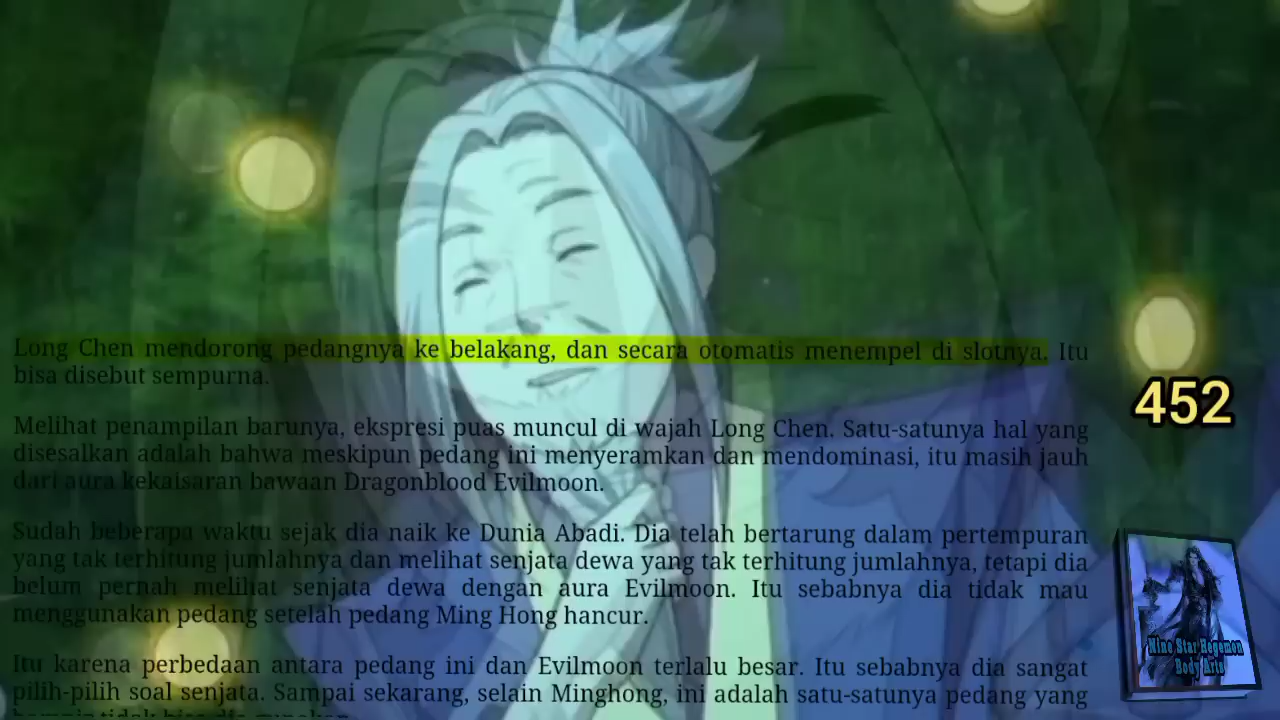 Long Chen mendorong pedangnya ke belakang, dan secara otomatis menempel di slotnya. Itu
bisa disebut sempurna.
Melihat penampilan barunya, ekspresi puas muncul di wajah Long Chen. Satu-satunya hal yang
disesalkan adalah bahwa meskipun pedang ini menyeramkan dan mendominasi, itu masih jauh
dari aura kekaisaran bawaan Dragonblood Evilmoon.
Sudah beberapa waktu sejak dia naik ke Dunia Abadi. Dia telah bertarung dalam pertempuran
yang tak terhitung jumlahnya dan melihat senjata dewa yang tak terhitung jumlahnya, tetapi dia
belum pernah melihat senjata dewa dengan aura Evilmoon. Itu sebabnya dia tidak mau
menggunakan pedang setelah pedang Ming Hong hancur.
Itu karena perbedaan antara pedang ini dan Evilmoon terlalu besar. Itu sebabnya dia sangat
pilih-pilih soal senjata. Sampai sekarang, selain Minghong, ini adalah satu-satunya pedang yang
452
Nine Star Hegemon
Body Arts